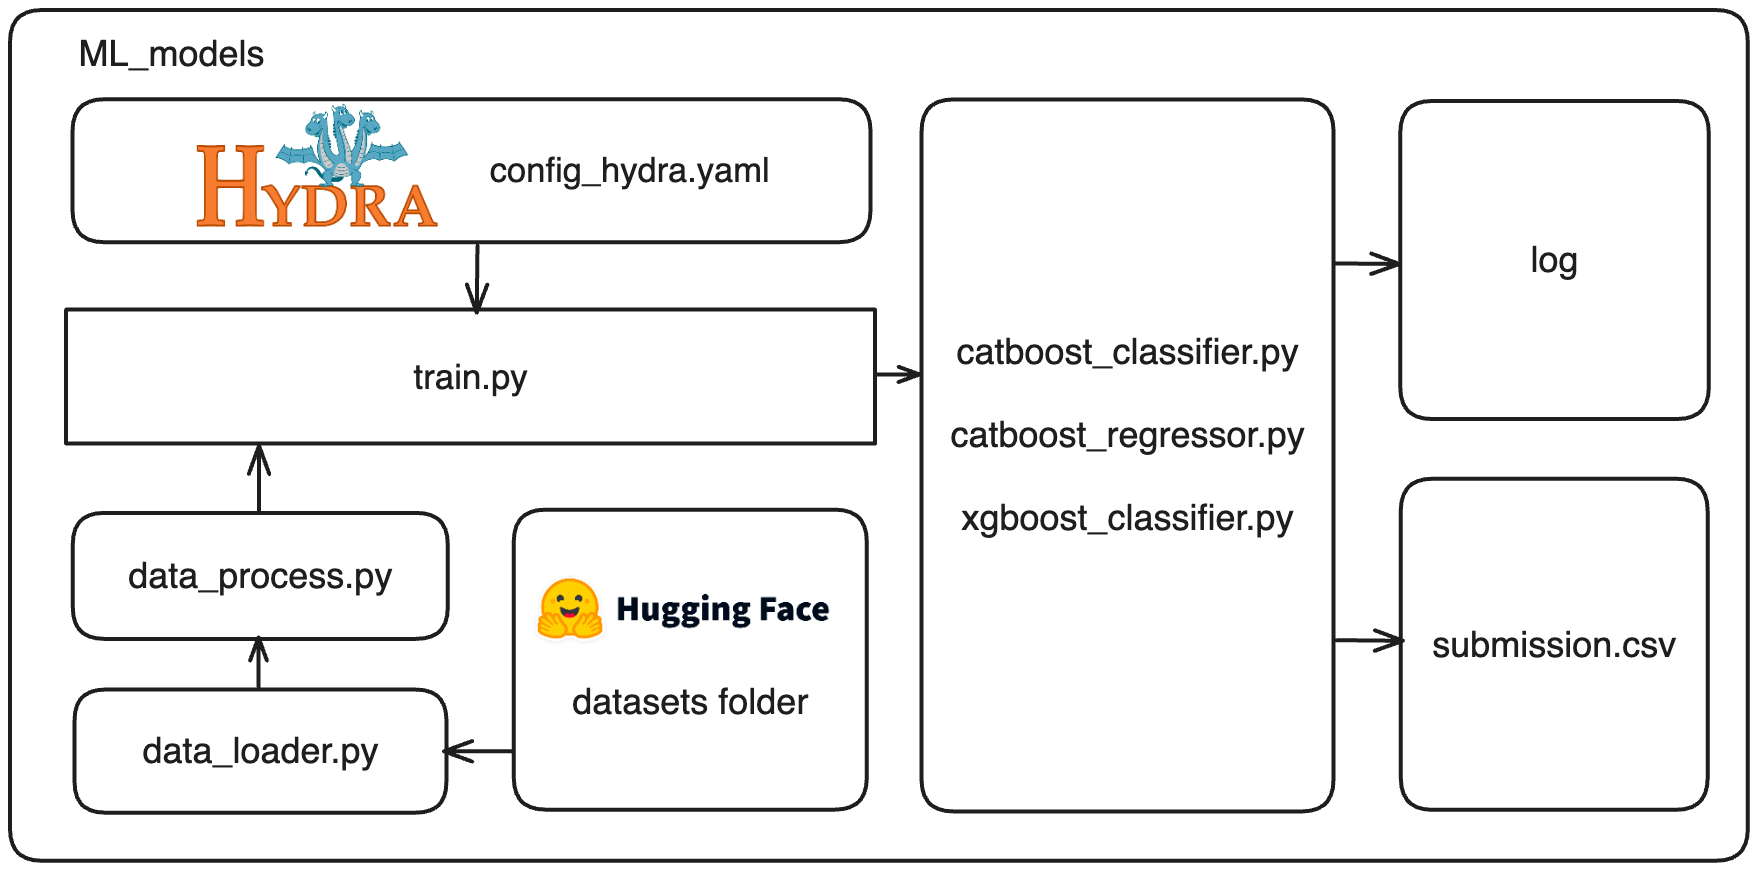 ML_models
HYDRA
config_hydra.yaml
train.py
data_process.py
data_loader.py
Hugging Face
datasets folder
catboost_classifier.py
catboost_regressor.py
xgboost_classifier.py
log
submission.csv